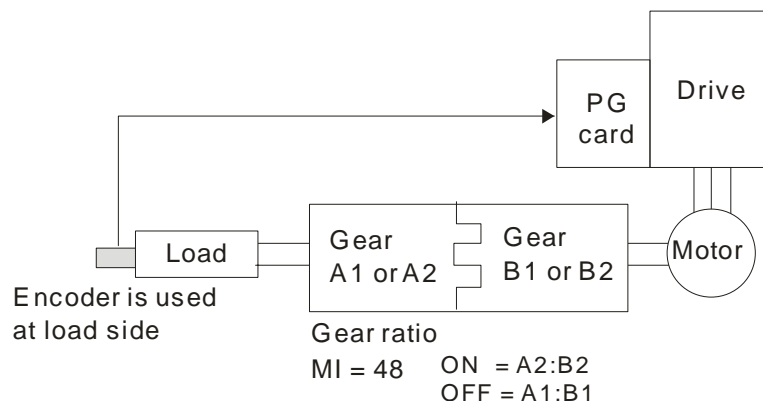 PG
card
Drive
Load
Gear
A1 or A2
Gear
B1 or B2
Motor
Encoder is used
at load side
Gear ratio
MI = 48
ON = A2:B2
OFF = A1:B1